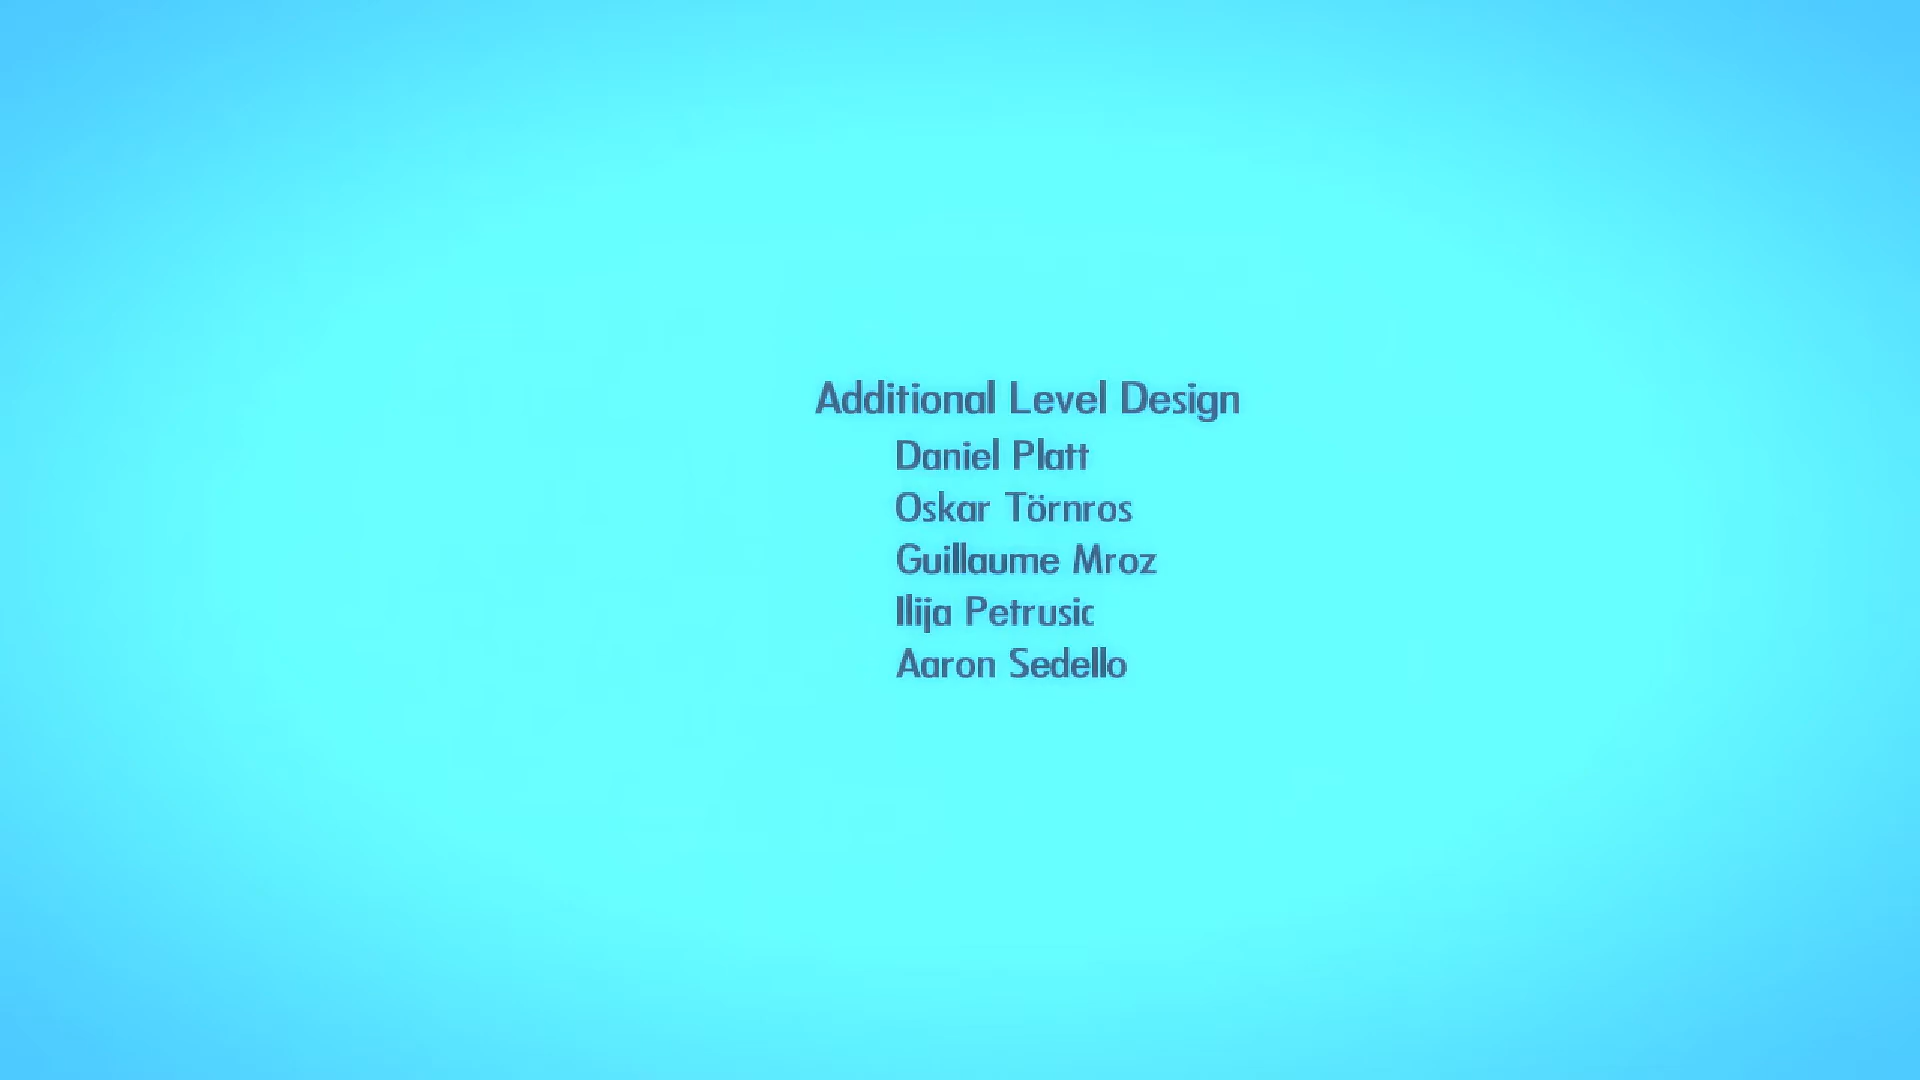 Additional Level Design
Daniel Platt
Oskar Törnros
Guillaume Mroz
Ilija Petrusic
Aaron Sedello